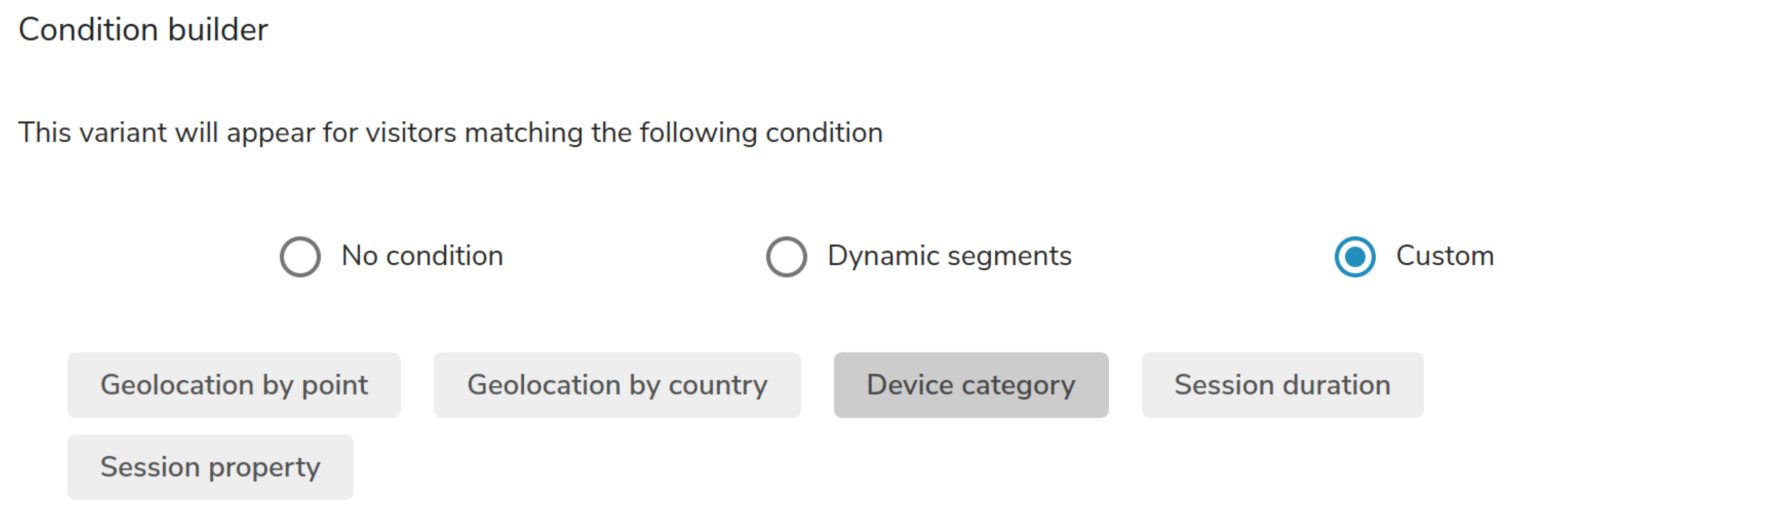 Condition builder
This variant will appear for visitors matching the following condition
No condition Dynamic segments Custom
Geolocation by point Geolocation by country Device category Session duration
Session property